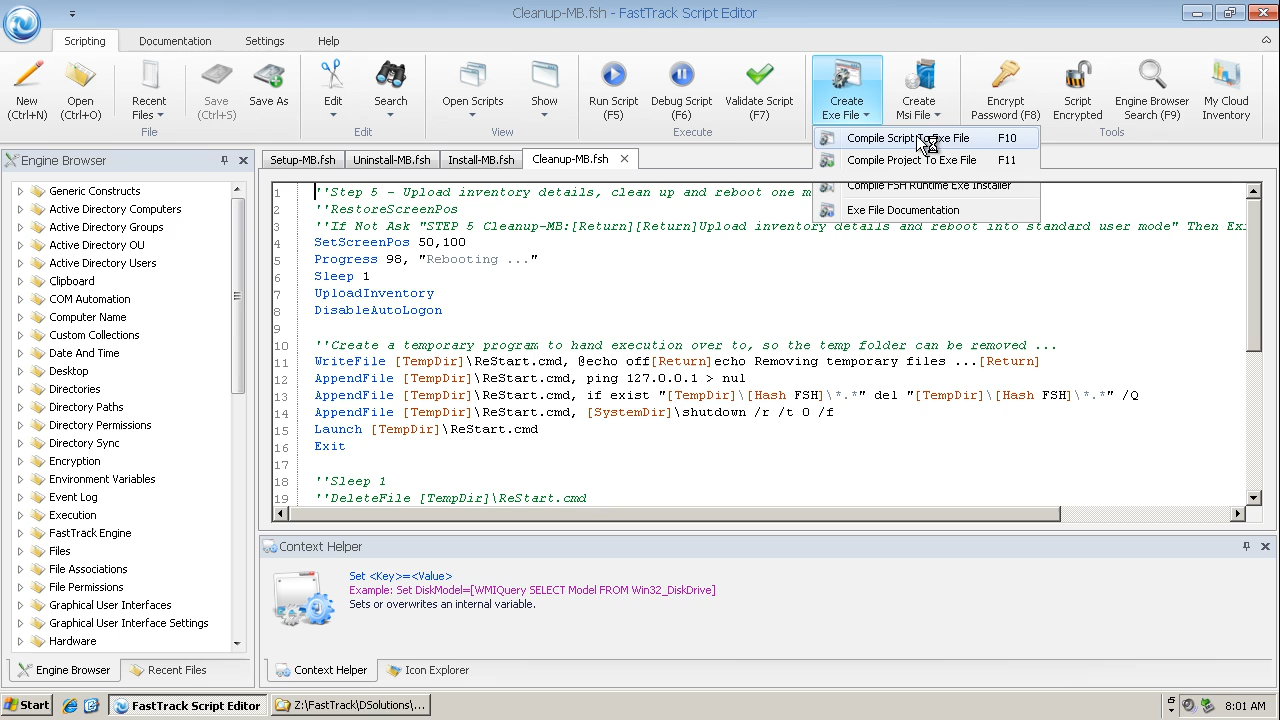 Cleanup-MB.fsh - FastTrack Script Editor
Scripting Documentation Settings Help
New (Ctrl+N)
Open (Ctrl+O)
Recent Files
Save (Ctrl+S)
Save As
Edit
Search
Open Scripts
Show
Run Script (F5)
Debug Script (F6)
Validate Script (F7)
Create Exe File
Create Msi File
Encrypt Password (F8)
Script Encrypted
Engine Browser Search (F9)
My Cloud Inventory
File Edit View Execute Tools
Compile Script To Exe File F10
Compile Project To Exe File F11
Compile FSH Runtime Exe Installer
Exe File Documentation
Engine Browser
Generic Constructs
Active Directory Computers
Active Directory Groups
Active Directory OU
Active Directory Users
Clipboard
COM Automation
Computer Name
Custom Collections
Date And Time
Desktop
Directories
Directory Paths
Directory Permissions
Directory Sync
Encryption
Environment Variables
Event Log
Execution
FastTrack Engine
Files
File Associations
File Permissions
Graphical User Interfaces
Graphical User Interface Settings
Hardware
Engine Browser Recent Files
Setup-MB.fsh Uninstall-MB.fsh Install-MB.fsh Cleanup-MB.fsh
1 ''Step 5 - Upload inventory details, clean up and reboot one m
2 ''RestoreScreenPos
3 ''If Not Ask "STEP 5 Cleanup-MB:[Return][Return]Upload inventory details and reboot into standard user mode" Then Ex
4 SetScreenPos 50,100
5 Progress 98, "Rebooting ..."
6 Sleep 1
7 UploadInventory
8 DisableAutoLogon
9
10 ''Create a temporary program to hand execution over to, so the temp folder can be removed ...
11 WriteFile [TempDir]\ReStart.cmd, @echo off[Return]echo Removing temporary files ...[Return]
12 AppendFile [TempDir]\ReStart.cmd, ping 127.0.0.1 > nul
13 AppendFile [TempDir]\ReStart.cmd, if exist "[TempDir]\[Hash FSH]\*.*" del "[TempDir]\[Hash FSH]\*.*" /Q
14 AppendFile [TempDir]\ReStart.cmd, [SystemDir]\shutdown /r /t 0 /f
15 Launch [TempDir]\ReStart.cmd
16 Exit
17
18 ''Sleep 1
19 ''DeleteFile [TempDir]\ReStart.cmd
Context Helper
Set <Key>=<Value>
Example: Set DiskModel=[WMIQuery SELECT Model FROM Win32_DiskDrive]
Sets or overwrites an internal variable.
Context Helper Icon Explorer
Start FastTrack Script Editor Z:\FastTrack\DSolutions\... 8:01 AM